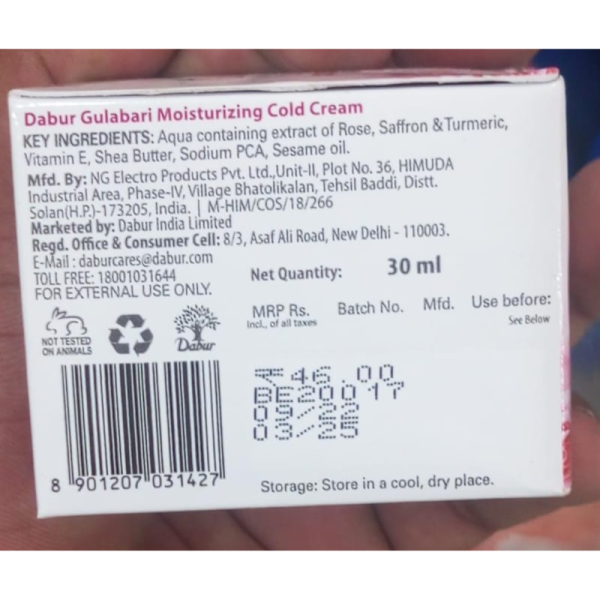 Dabur Gulabari Moisturizing Cold Cream
KEY INGREDIENTS: Aqua containing extract of Rose, Saffron & Turmeric,
Vitamin E, Shea Butter, Sodium PCA, Sesame oil.
Mfd. By: NG Electro Products Pvt. Ltd.,Unit-II, Plot No. 36, HIMUDA
Industrial Area, Phase-IV, Village Bhatolikalan, Tehsil Baddi, Distt.
Solan(H.P.)-173205, India. | M-HIM/COS/18/266
Marketed by: Dabur India Limited
Regd. Office & Consumer Cell: 8/3, Asaf Ali Road, New Delhi - 110003.
E-Mail : daburcares@dabur.com
TOLL FREE: 18001031644
FOR EXTERNAL USE ONLY.
Net Quantity: 30 ml
MRP Rs. Batch No. Mfd. Use before:
Incl., of all taxes See Below
NOT TESTED
ON ANIMALS
Dabur
₹46.00
BE20017
09/22
03/25
8 901207 031427
Storage: Store in a cool, dry place.